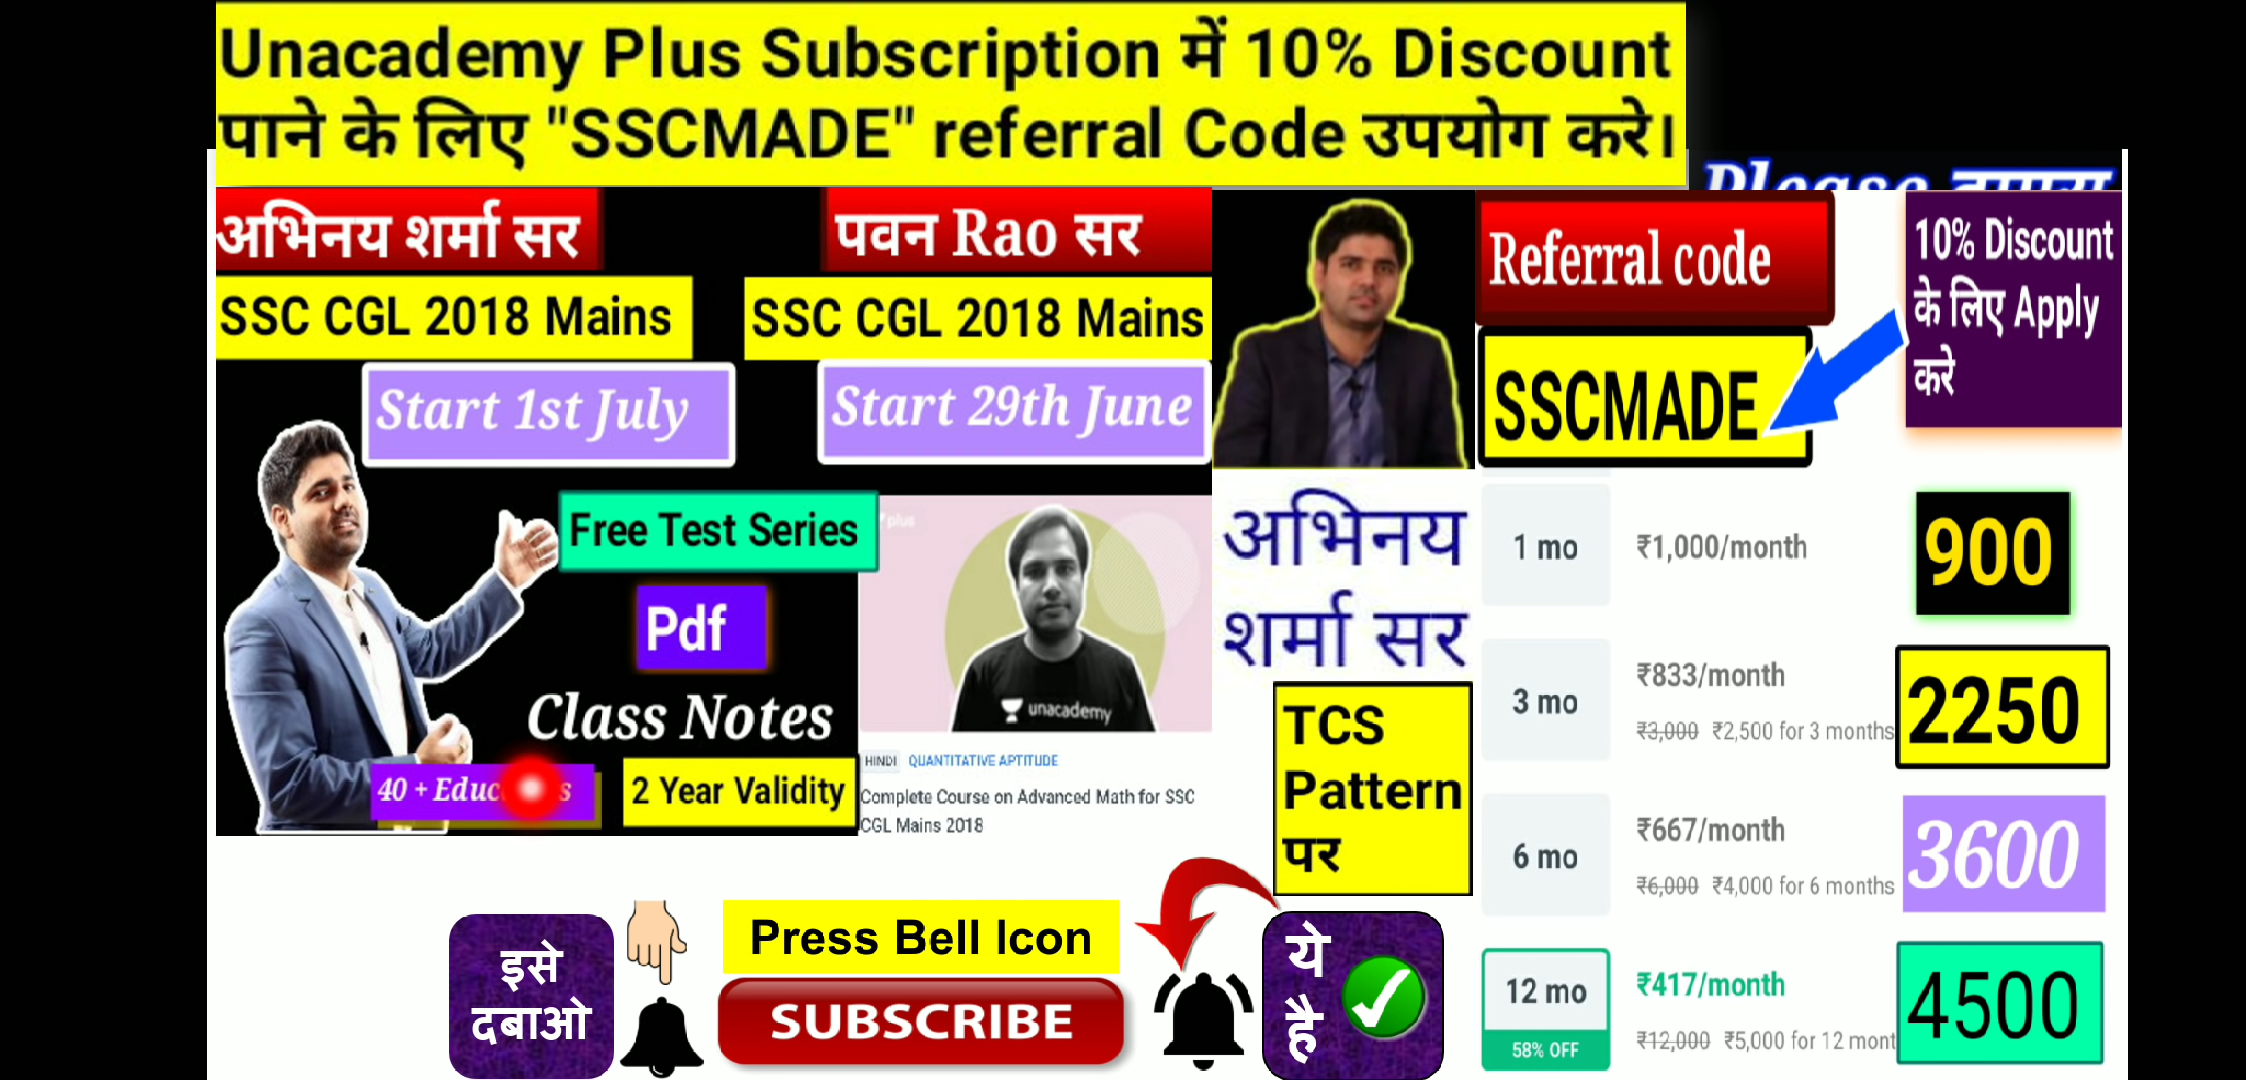 Unacademy Plus Subscription में 10% Discount
पाने के लिए "SSCMADE" referral Code उपयोग करे।
Please
अभिनय शर्मा सर
SSC CGL 2018 Mains
Start 1st July
Free Test Series
Pdf
Class Notes
40 +
2 Year Validity
पवन Rao सर
SSC CGL 2018 Mains
Start 29th June
plus
unacademy
HINDI QUANTITATIVE APTITUDE
Complete Course on Advanced Math for SSC
CGL Mains 2018
अभिनय
शर्मा सर
TCS
Pattern
पर
Referral code
SSCMADE
10% Discount
के लिए Apply
करे
1 mo ₹1,000/month 900
3 mo ₹833/month
₹3,000 ₹2,500 for 3 months 2250
6 mo ₹667/month
₹6,000 ₹4,000 for 6 months 3600
12 mo ₹417/month
58% OFF ₹12,000 ₹5,000 for 12 mont 4500
इसे
दबाओ
Press Bell Icon
SUBSCRIBE
ये
है